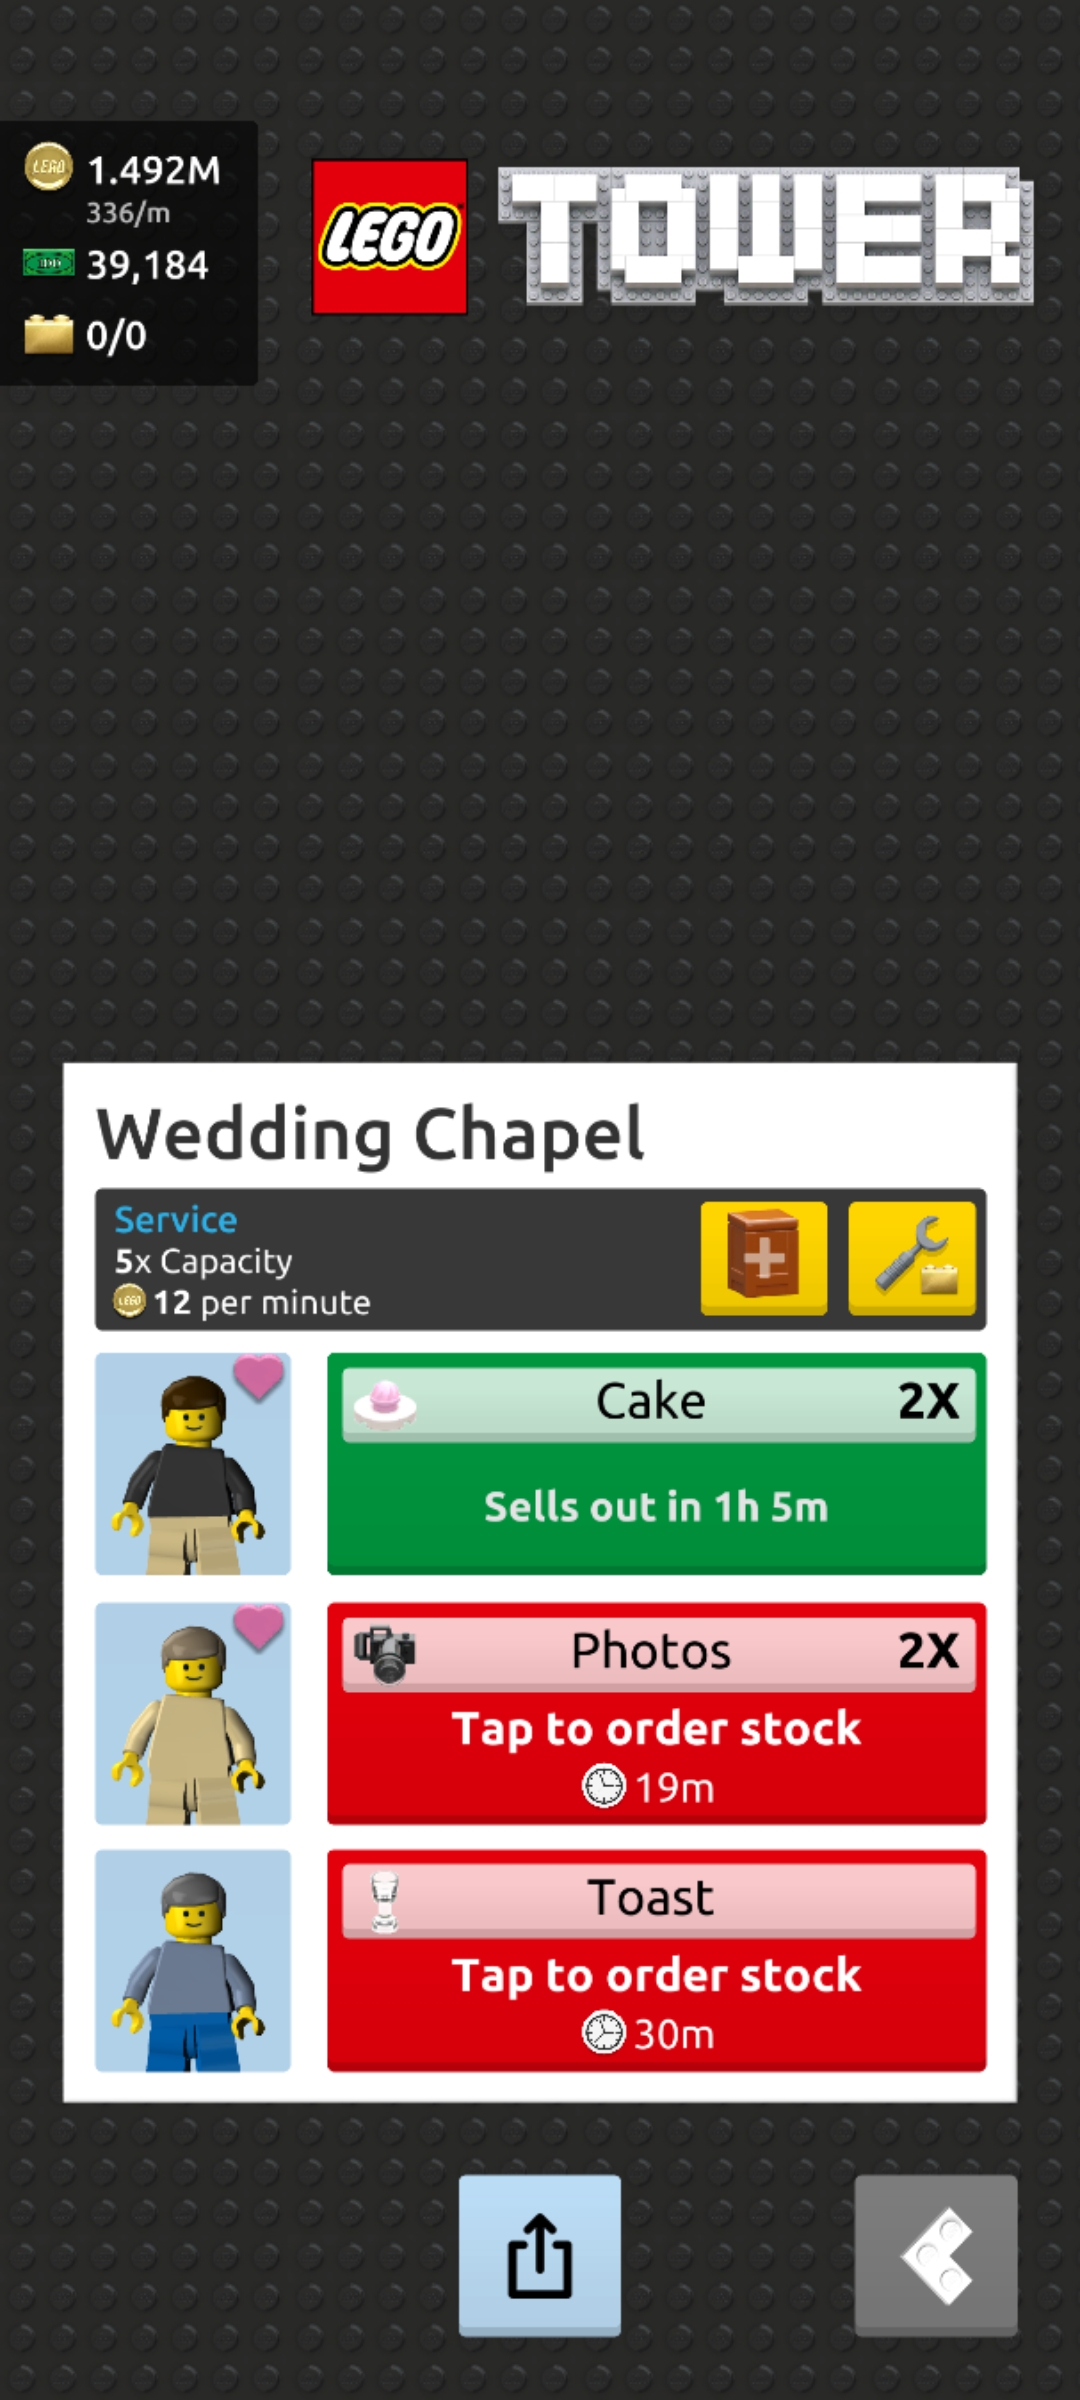 1.492M
336/m
39,184
0/0
LEGO TOWER
Wedding Chapel
Service
5x Capacity
12 per minute
Cake 2X
Sells out in 1h 5m
Photos 2X
Tap to order stock
19m
Toast
Tap to order stock
30m